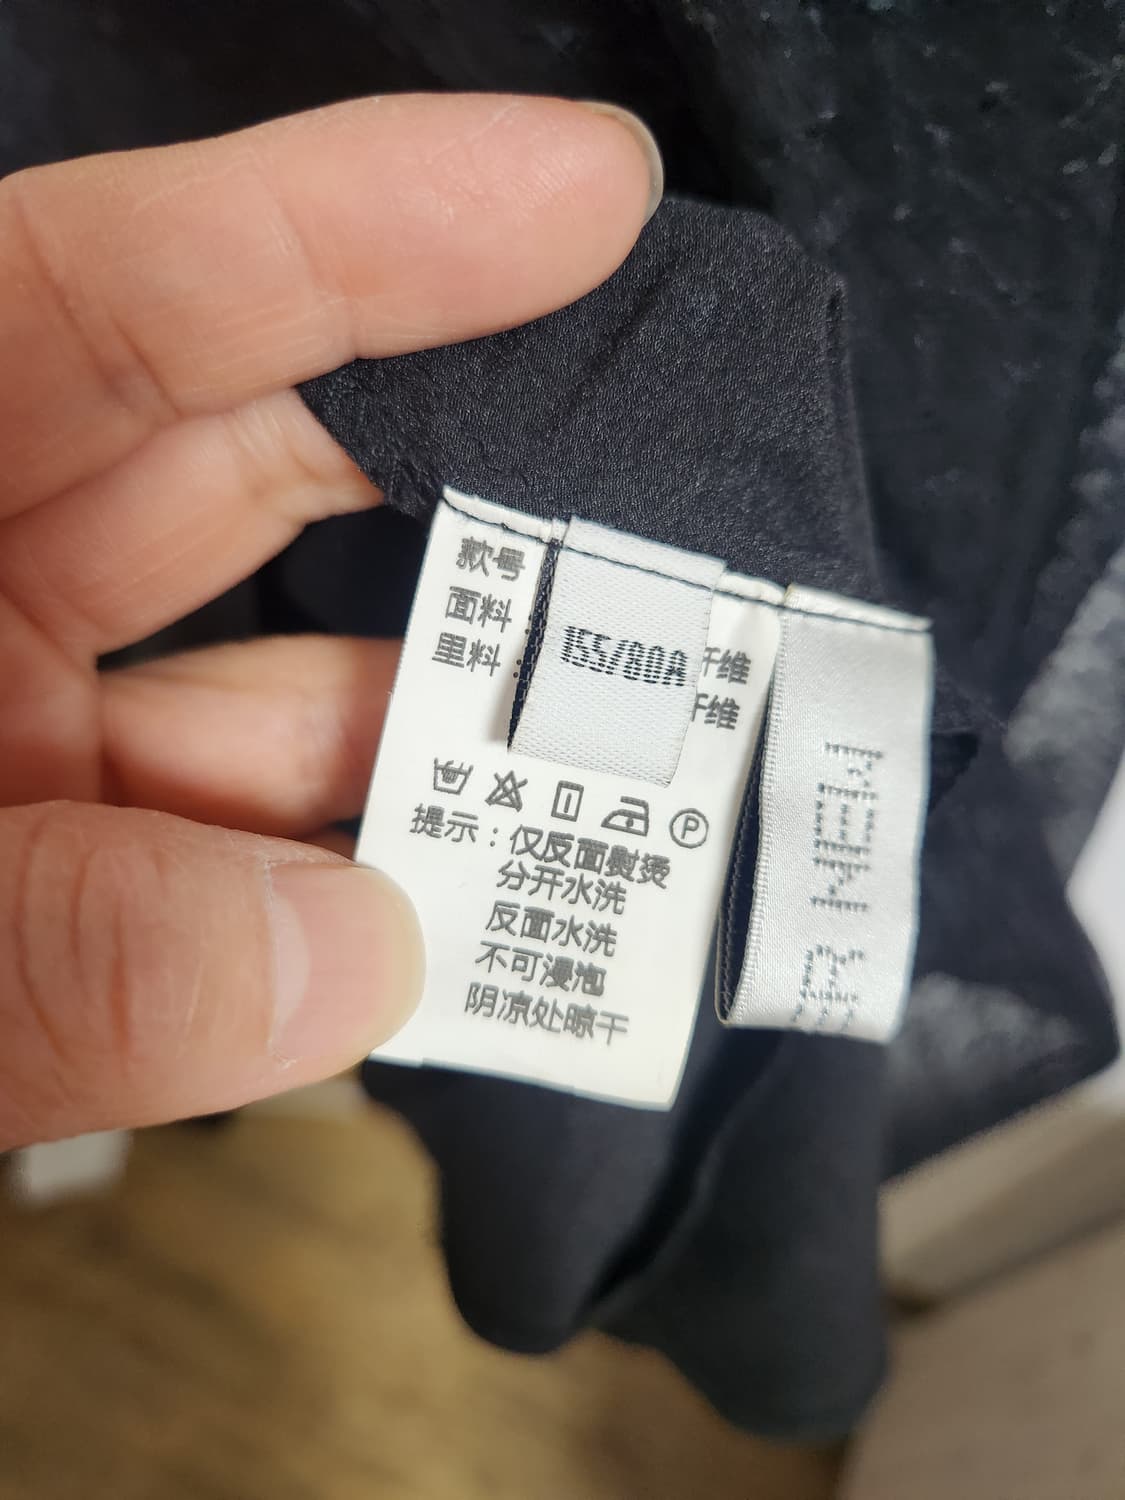 款号
面料
里料：
155/80A
纤维
纤维
P
提示：仅反面熨烫
分开水洗
反面水洗
不可浸泡
阴凉处晾干